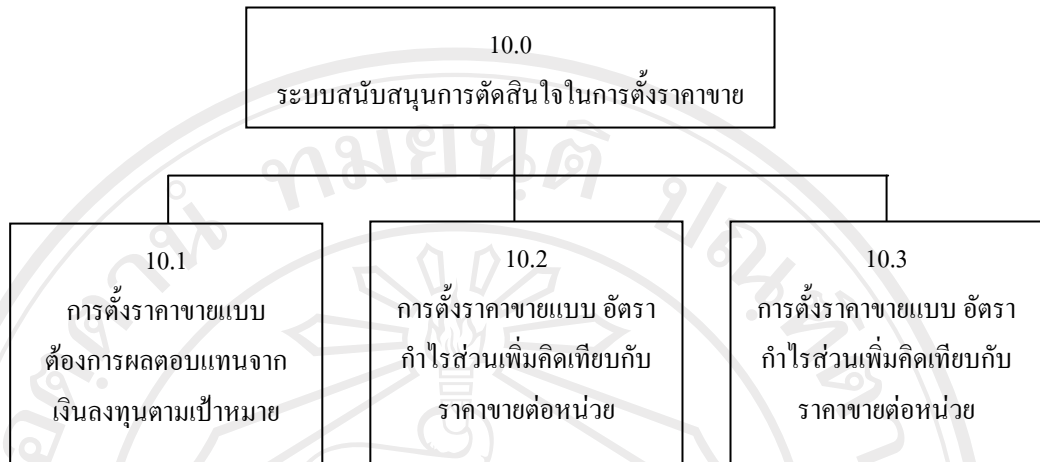 10.0
ระบบสนับสนุนการตัดสินใจในการตั้งราคาขาย
10.1
การตั้งราคาขายแบบ
ต้องการผลตอบแทนจาก
เงินลงทุนตามเป้าหมาย
10.2
การตั้งราคาขายแบบ อัตรา
กำไรส่วนเพิ่มคิดเทียบกับ
ราคาขายต่อหน่วย
10.3
การตั้งราคาขายแบบ อัตรา
กำไรส่วนเพิ่มคิดเทียบกับ
ราคาขายต่อหน่วย